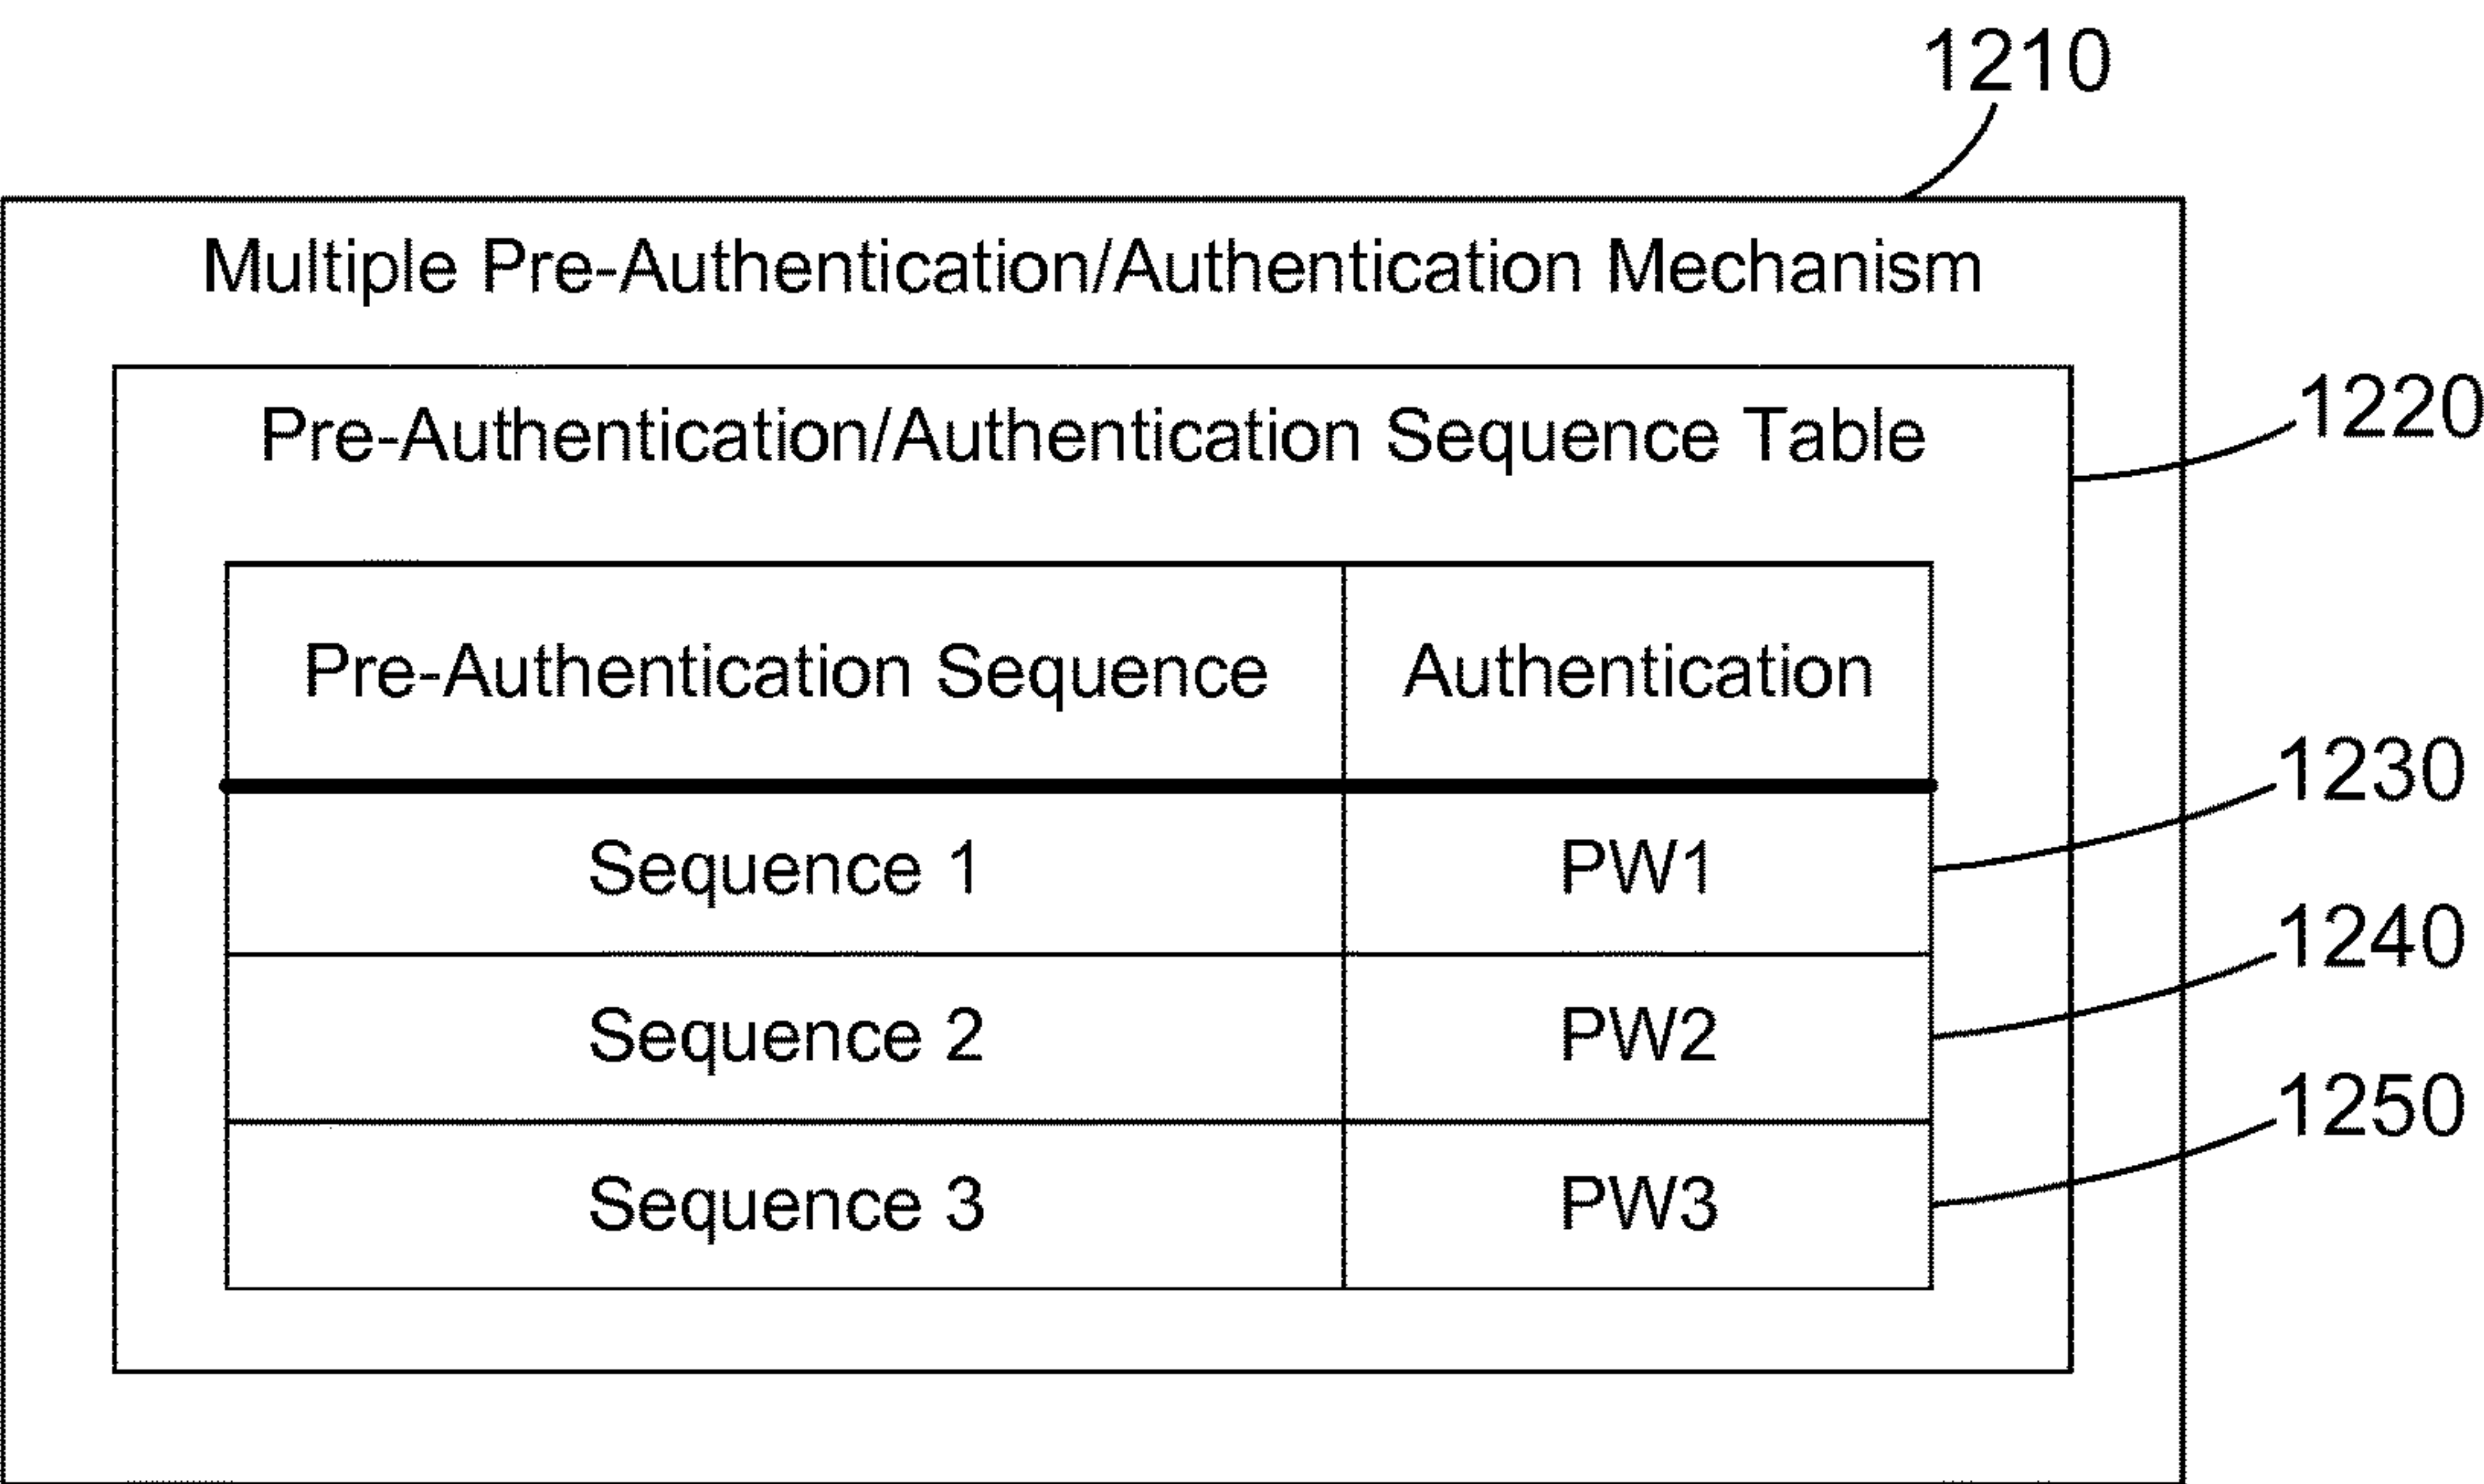 1210
Multiple Pre-Authentication/Authentication Mechanism
Pre-Authentication/Authentication Sequence Table
1220
Pre-Authentication Sequence Authentication
1230
Sequence 1 PW1
1240
Sequence 2 PW2
1250
Sequence 3 PW3